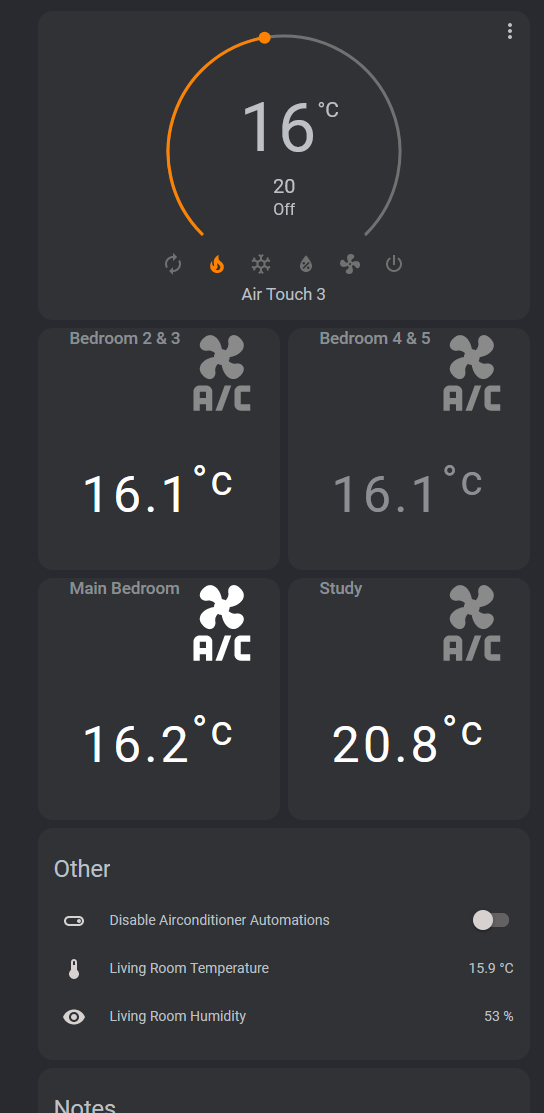 16 °C
20
Off
Air Touch 3
Bedroom 2 & 3
A/C
16.1°C
Bedroom 4 & 5
A/C
16.1°C
Main Bedroom
A/C
16.2°C
Study
A/C
20.8°C
Other
Disable Airconditioner Automations
Living Room Temperature 15.9 °C
Living Room Humidity 53 %
Notes